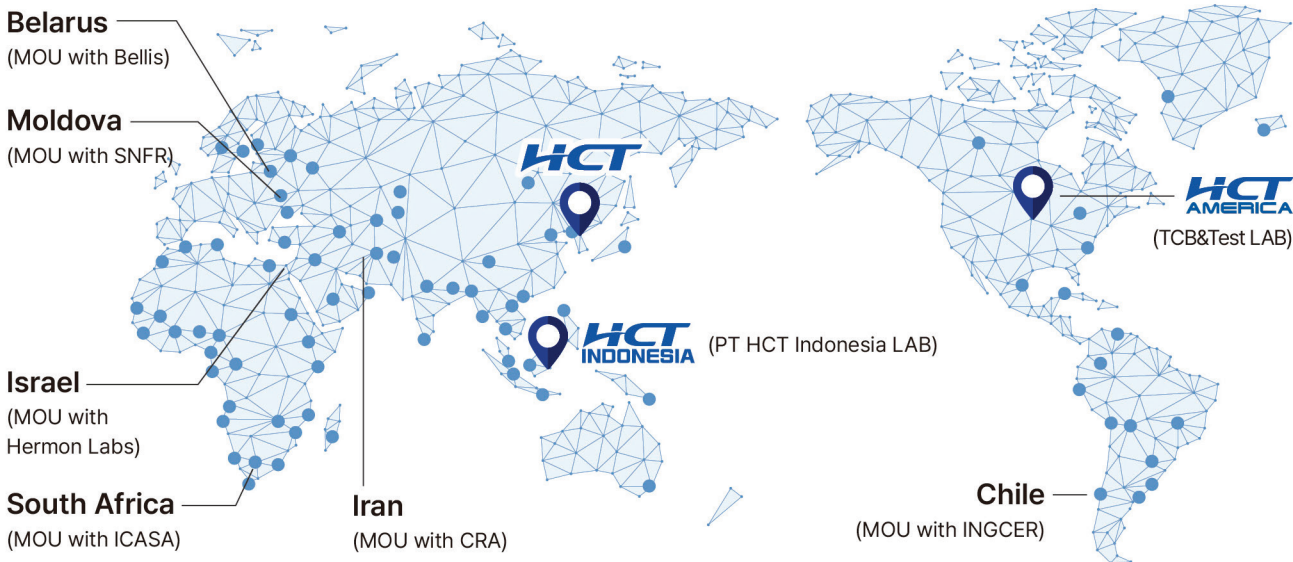 Belarus
(MOU with Bellis)
Moldova
(MOU with SNFR)
HCT
HCT
AMERICA
(TCB&Test LAB)
HCT
INDONESIA
(PT HCT Indonesia LAB)
Israel
(MOU with
Hermon Labs)
South Africa
(MOU with ICASA)
Iran
(MOU with CRA)
Chile
(MOU with INGCER)